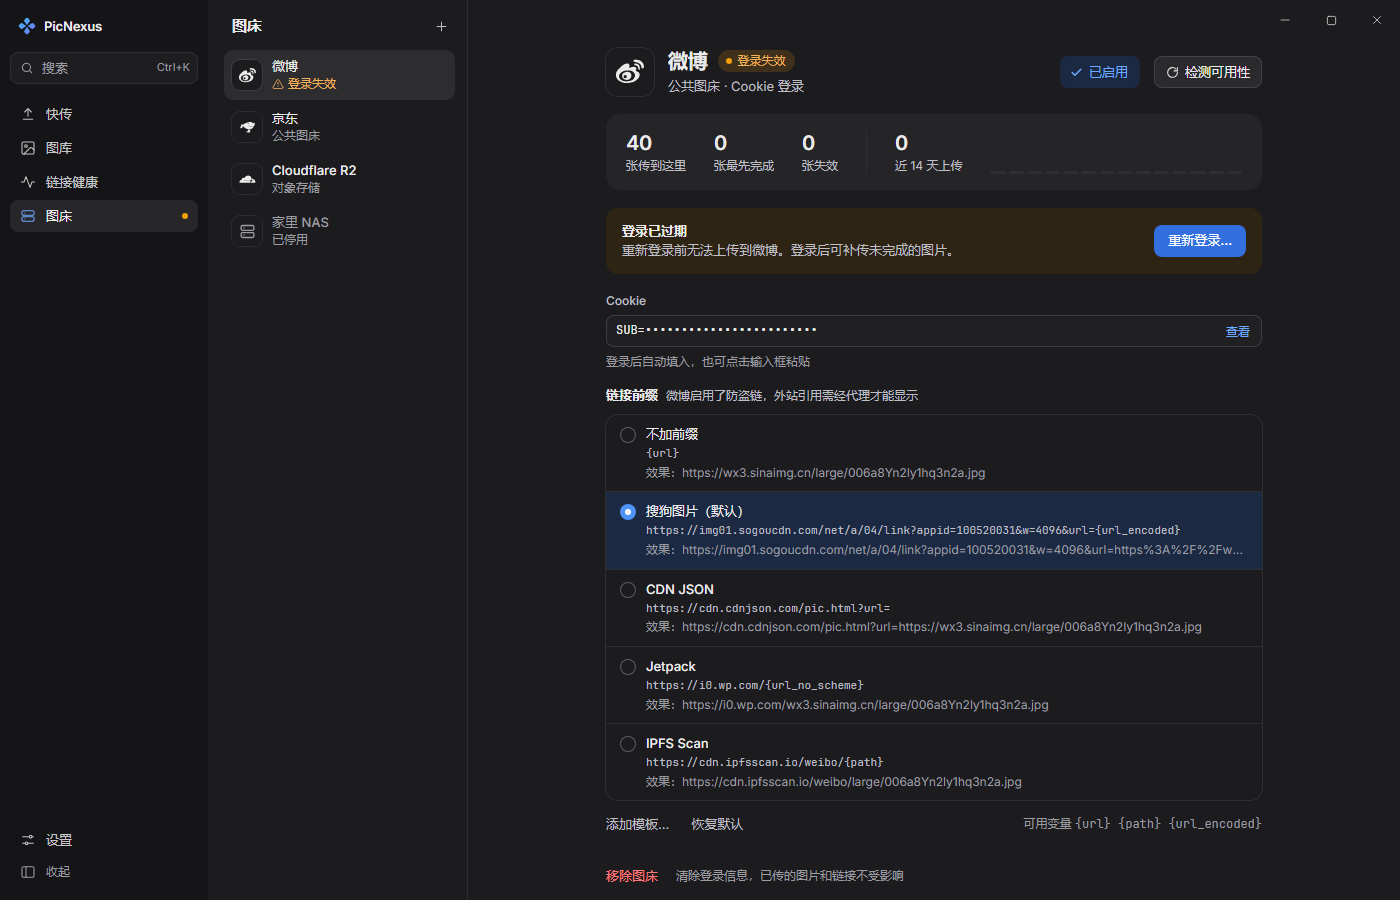 PicNexus
搜索
Ctrl+K
快传
图库
链接健康
图床
设置
收起
图床
微博
登录失效
京东
公共图床
Cloudflare R2
对象存储
家里 NAS
已停用
微博
登录失效
公共图床 · Cookie 登录
已启用
检测可用性
40
张传到这里
0
张最先完成
0
张失效
0
近 14 天上传
登录已过期
重新登录前无法上传到微博。登录后可补传未完成的图片。
重新登录...
Cookie
SUB=••••••••••••••••••••••••
查看
登录后自动填入，也可点击输入框粘贴
链接前缀 微博启用了防盗链，外站引用需经代理才能显示
不加前缀
{url}
效果：https://wx3.sinaimg.cn/large/006a8Yn2ly1hq3n2a.jpg
搜狗图片（默认）
https://img01.sogoucdn.com/net/a/04/link?appid=100520031&w=4096&url={url_encoded}
效果：https://img01.sogoucdn.com/net/a/04/link?appid=100520031&w=4096&url=https%3A%2F%2Fw...
CDN JSON
https://cdn.cdnjson.com/pic.html?url=
效果：https://cdn.cdnjson.com/pic.html?url=https://wx3.sinaimg.cn/large/006a8Yn2ly1hq3n2a.jpg
Jetpack
https://i0.wp.com/{url_no_scheme}
效果：https://i0.wp.com/wx3.sinaimg.cn/large/006a8Yn2ly1hq3n2a.jpg
IPFS Scan
https://cdn.ipfsscan.io/weibo/{path}
效果：https://cdn.ipfsscan.io/weibo/large/006a8Yn2ly1hq3n2a.jpg
添加模板...
恢复默认
可用变量 {url} {path} {url_encoded}
移除图床
清除登录信息，已传的图片和链接不受影响